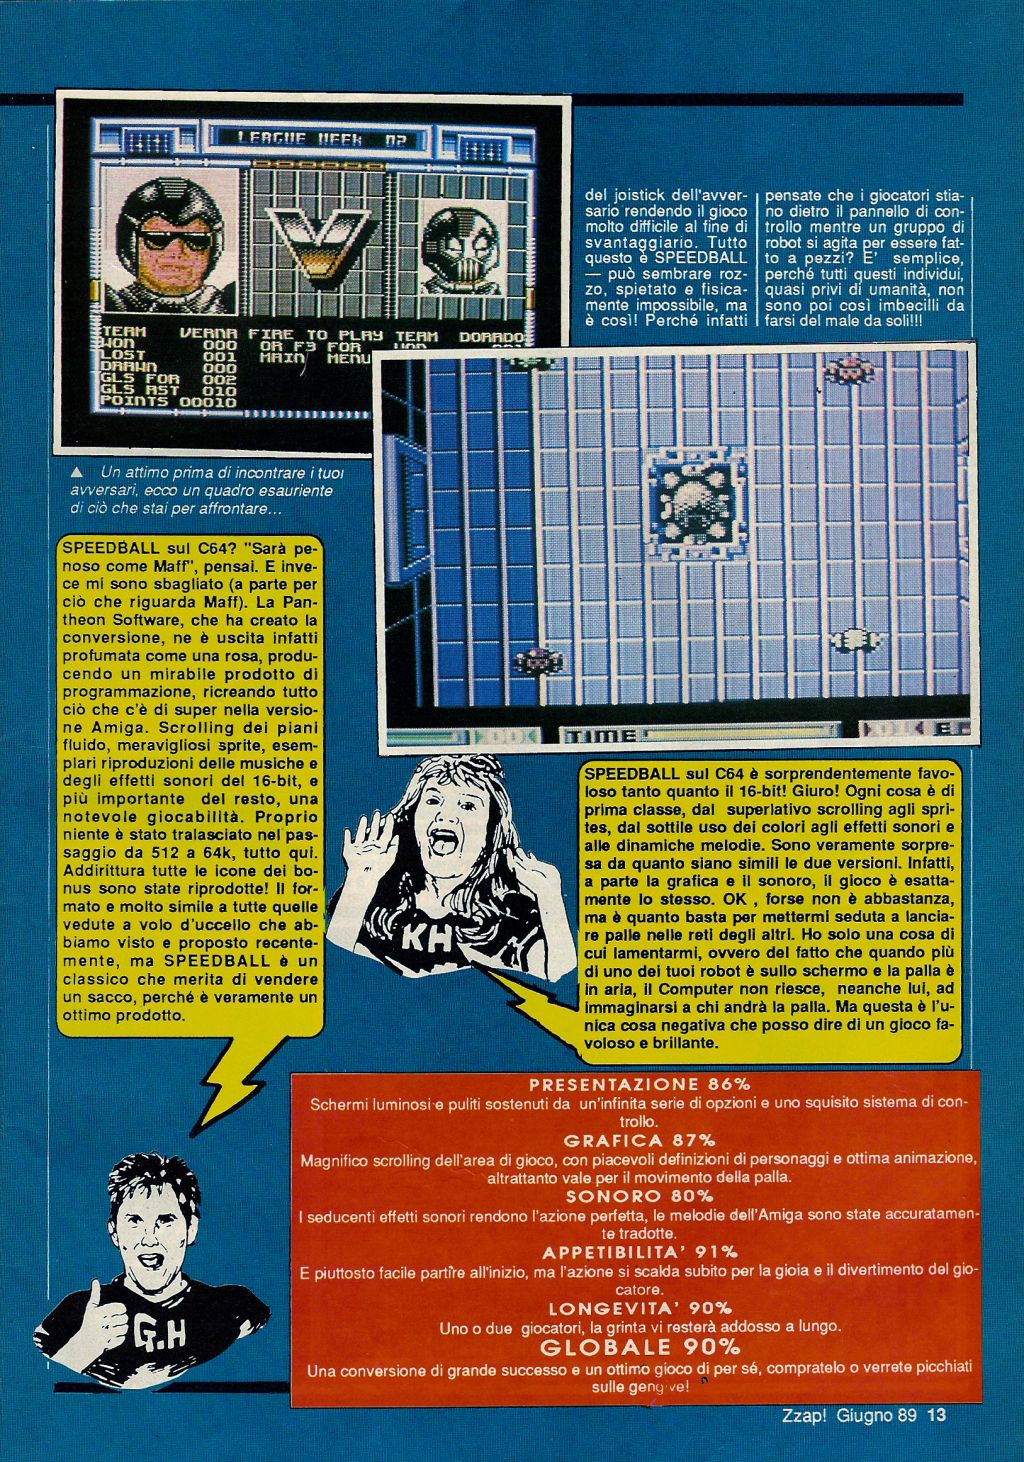 LEAGUE WEEK 02
TEAM VERNA
WON 000
LOST 001
DRAWN 000
GLS FOR 002
GLS AGST 010
POINTS 00010
FIRE TO PLAY
OR F3 FOR
MAIN MENU
TEAM DORADO
WON 001
▲ Un attimo prima di incontrare i tuoi
avversari, ecco un quadro esauriente
di ciò che stai per affrontare...
del joistick dell'avver-
sario rendendo il gioco
molto difficile al fine di
svantaggiario. Tutto
questo è SPEEDBALL
— può sembrare roz-
zo, spietato e fisica-
mente impossibile, ma
è così! Perché infatti
pensate che i giocatori stia-
no dietro il pannello di con-
trollo mentre un gruppo di
robot si agita per essere fat-
to a pezzi? E' semplice,
perché tutti questi individui,
quasi privi di umanità, non
sono poi così imbecilli da
farsi del male da soli!!!
TIME
SPEEDBALL sul C64? "Sarà pe-
noso come Maff", pensai. E inve-
ce mi sono sbagliato (a parte per
ciò che riguarda Maff). La Pan-
theon Software, che ha creato la
conversione, ne è uscita infatti
profumata come una rosa, produ-
cendo un mirabile prodotto di
programmazione, ricreando tutto
ciò che c'è di super nella versio-
ne Amiga. Scrolling dei piani
fluido, meravigliosi sprite, esem-
plari riproduzioni delle musiche e
degli effetti sonori del 16-bit, e
più importante del resto, una
notevole giocabilità. Proprio
niente è stato tralasciato nel pas-
saggio da 512 a 64k, tutto qui.
Addirittura tutte le icone dei bo-
nus sono state riprodotte! Il for-
mato e molto simile a tutte quelle
vedute a volo d'uccello che ab-
biamo visto e proposto recente-
mente, ma SPEEDBALL è un
classico che merita di vendere
un sacco, perché è veramente un
ottimo prodotto.
KH
SPEEDBALL sul C64 è sorprendentemente favo-
loso tanto quanto il 16-bit! Giuro! Ogni cosa è di
prima classe, dal superlativo scrolling agli spri-
tes, dal sottile uso dei colori agli effetti sonori e
alle dinamiche melodie. Sono veramente sorpre-
sa da quanto siano simili le due versioni. Infatti,
a parte la grafica e il sonoro, il gioco è esatta-
mente lo stesso. OK , forse non è abbastanza,
ma è quanto basta per mettermi seduta a lancia-
re palle nelle reti degli altri. Ho solo una cosa di
cui lamentarmi, ovvero del fatto che quando più
di uno dei tuoi robot è sullo schermo e la palla è
in aria, il Computer non riesce, neanche lui, ad
immaginarsi a chi andrà la palla. Ma questa è l'u-
nica cosa negativa che posso dire di un gioco fa-
voloso e brillante.
G.H
PRESENTAZIONE 86%
Schermi luminosi e puliti sostenuti da un'infinita serie di opzioni e uno squisito sistema di con-
trollo.
GRAFICA 87%
Magnifico scrolling dell'area di gioco, con piacevoli definizioni di personaggi e ottima animazione,
altrattanto vale per il movimento della palla.
SONORO 80%
I seducenti effetti sonori rendono l'azione perfetta, le melodie dell'Amiga sono state accuratamen-
te tradotte.
APPETIBILITA' 91%
E piuttosto facile partire all'inizio, ma l'azione si scalda subito per la gioia e il divertimento del gio-
catore.
LONGEVITA' 90%
Uno o due giocatori, la grinta vi resterà addosso a lungo.
GLOBALE 90%
Una conversione di grande successo e un ottimo gioco di per sé, compratelo o verrete picchiati
sulle gengive!
Zzap! Giugno 89 13